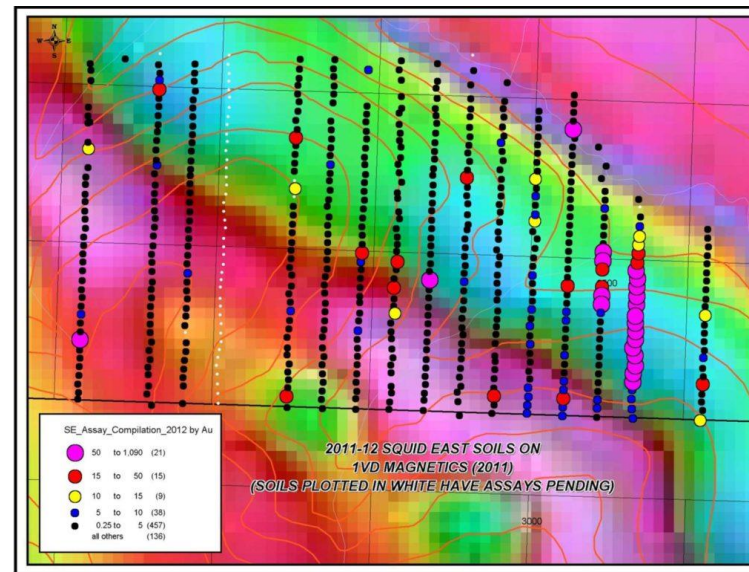 N
W
E
S
00
2011-12 SQUID EAST SOILS ON
1VD MAGNETICS (2011)
(SOILS PLOTTED IN WHITE HAVE ASSAYS PENDING)
3000
SE_Assay_Compilation_2012 by Au
50 to 1,090 (21)
15 to 50 (15)
10 to 15 (9)
5 to 10 (38)
0.25 to 5 (457)
all others (136)